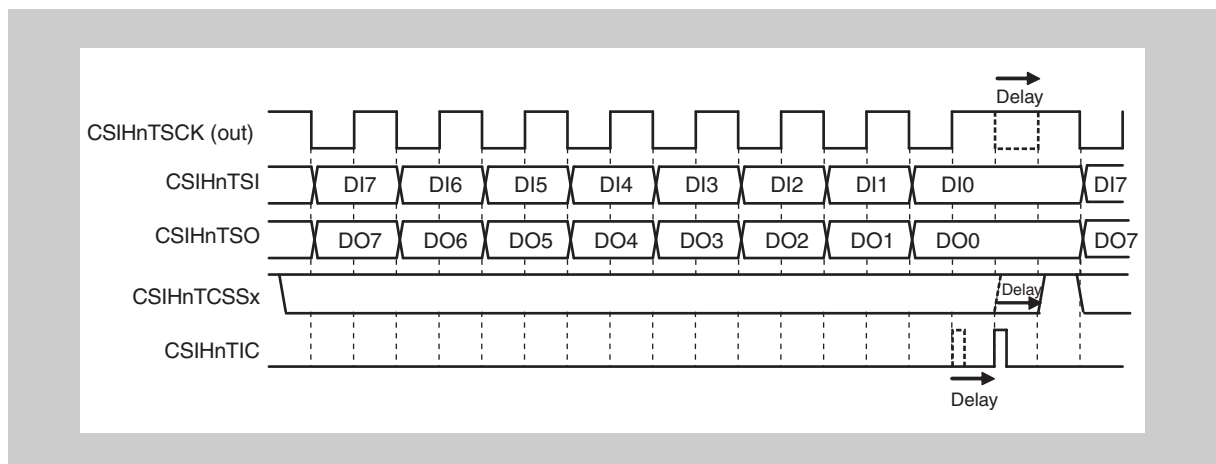 Delay
CSIHnTSCK (out)
CSIHnTSI DI7 DI6 DI5 DI4 DI3 DI2 DI1 DI0 DI7
CSIHnTSO DO7 DO6 DO5 DO4 DO3 DO2 DO1 DO0 DO7
CSIHnTCSSx Delay
CSIHnTIC
Delay